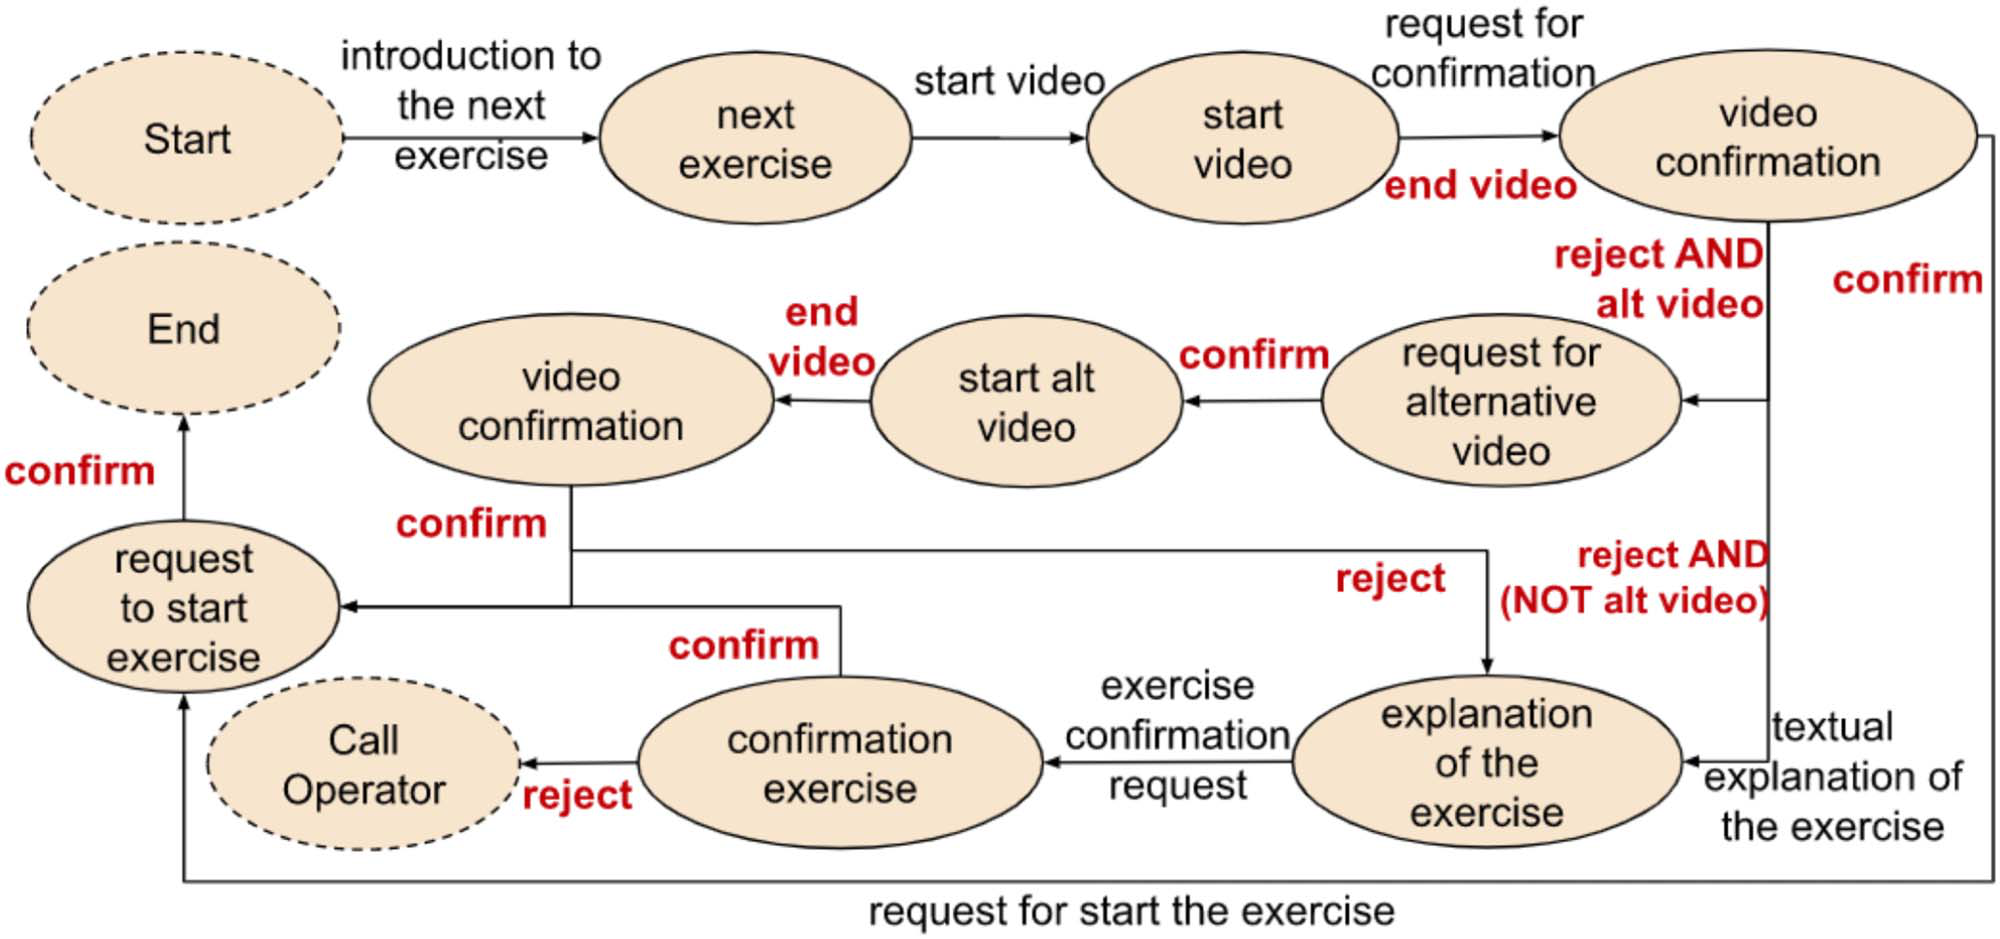 Start
introduction to
the next
exercise
next
exercise
start video
start
video
request for
confirmation
end video
video
confirmation
reject AND
alt video
confirm
End
video
confirmation
end
video
start alt
video
confirm
request for
alternative
video
confirm
confirm
reject
reject AND
(NOT alt video)
request
to start
exercise
confirm
Call
Operator
reject
confirmation
exercise
exercise
confirmation
request
explanation
of the
exercise
textual
explanation of
the exercise
request for start the exercise